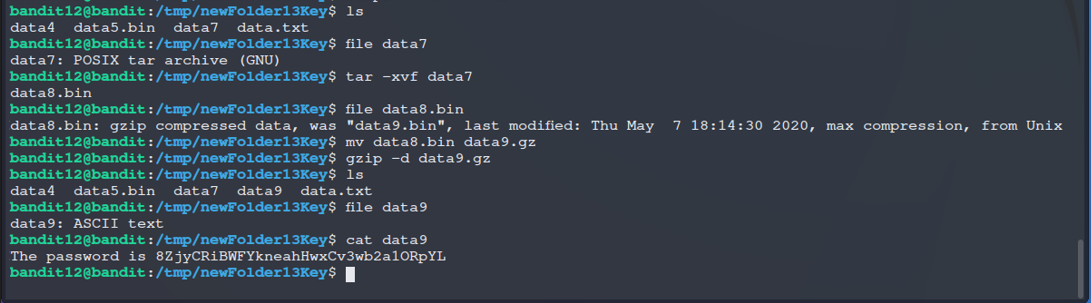 bandit12@bandit:/tmp/newFolder13Key$ ls
data4  data5.bin  data7  data.txt
bandit12@bandit:/tmp/newFolder13Key$ file data7
data7: POSIX tar archive (GNU)
bandit12@bandit:/tmp/newFolder13Key$ tar -xvf data7
data8.bin
bandit12@bandit:/tmp/newFolder13Key$ file data8.bin
data8.bin: gzip compressed data, was "data9.bin", last modified: Thu May  7 18:14:30 2020, max compression, from Unix
bandit12@bandit:/tmp/newFolder13Key$ mv data8.bin data9.gz
bandit12@bandit:/tmp/newFolder13Key$ gzip -d data9.gz
bandit12@bandit:/tmp/newFolder13Key$ ls
data4  data5.bin  data7  data9  data.txt
bandit12@bandit:/tmp/newFolder13Key$ file data9
data9: ASCII text
bandit12@bandit:/tmp/newFolder13Key$ cat data9
The password is 8ZjyCRiBWFYkneahHwxCv3wb2a1ORpYL
bandit12@bandit:/tmp/newFolder13Key$